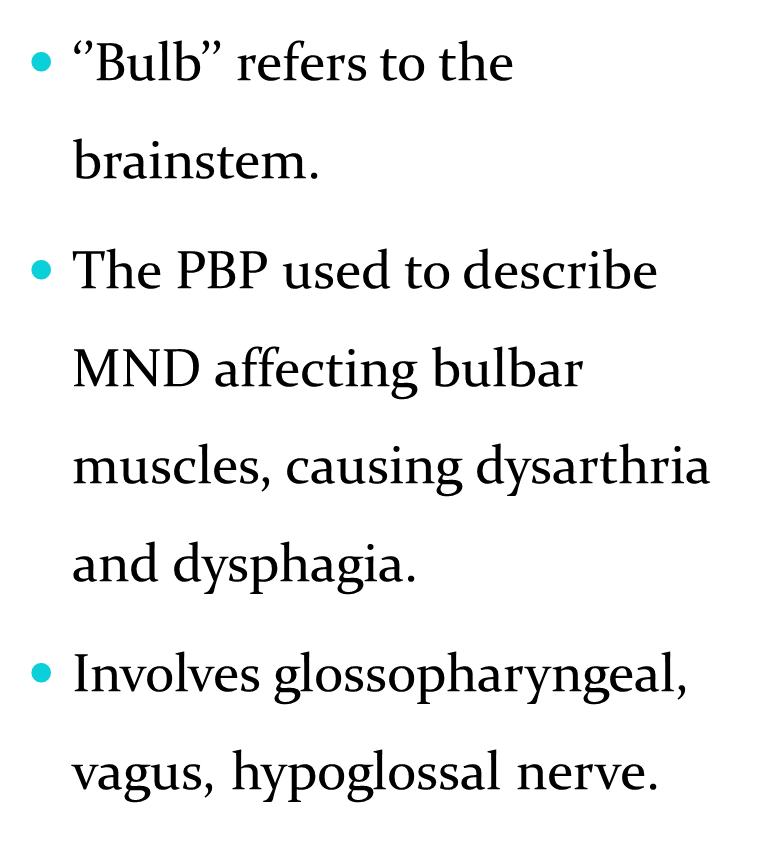 • ‘’Bulb’’ refers to the
brainstem.
• The PBP used to describe
MND affecting bulbar
muscles, causing dysarthria
and dysphagia.
• Involves glossopharyngeal,
vagus, hypoglossal nerve.